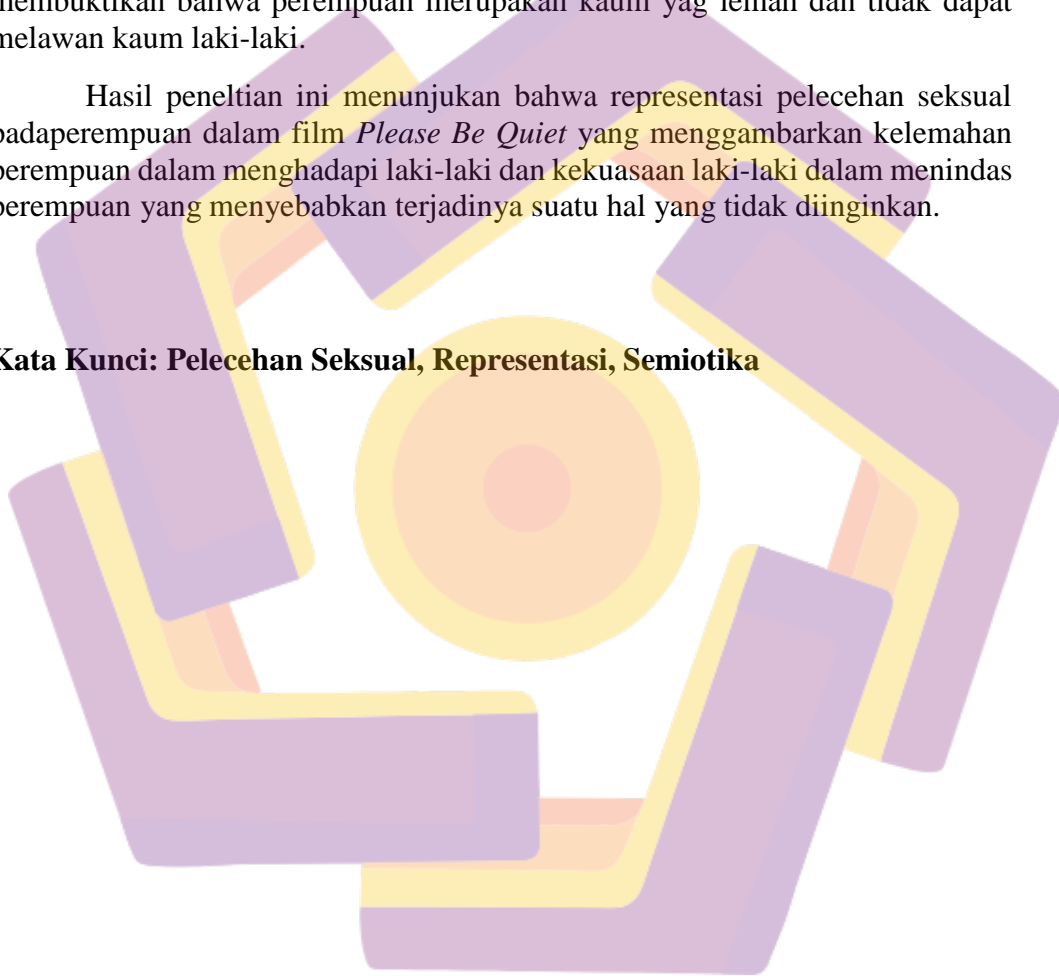 membuktikan bahwa perempuan merupakan kaum yag lemah dan tidak dapat
melawan kaum laki-laki.
Hasil peneltian ini menunjukan bahwa representasi pelecehan seksual
padaperempuan dalam film Please Be Quiet yang menggambarkan kelemahan
perempuan dalam menghadapi laki-laki dan kekuasaan laki-laki dalam menindas
perempuan yang menyebabkan terjadinya suatu hal yang tidak diinginkan.
Kata Kunci: Pelecehan Seksual, Representasi, Semiotika